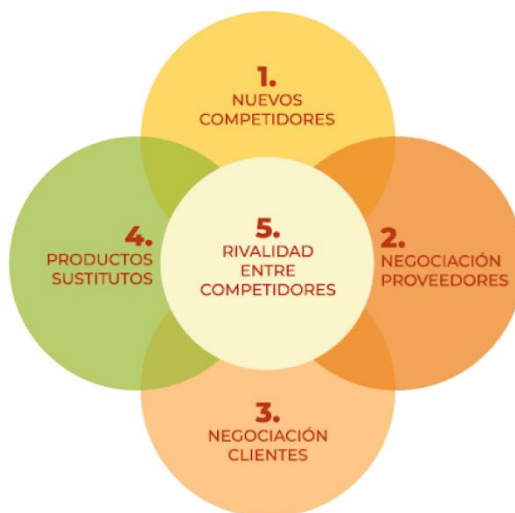 1.
NUEVOS
COMPETIDORES
2.
NEGOCIACIÓN
PROVEEDORES
3.
NEGOCIACIÓN
CLIENTES
4.
PRODUCTOS
SUSTITUTOS
5.
RIVALIDAD
ENTRE
COMPETIDORES